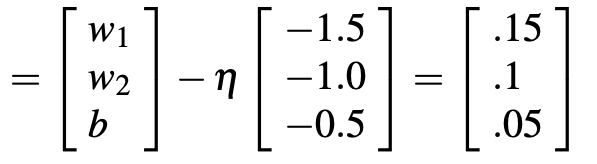 = [w₁ w₂ b] − η [−1.5 −1.0 −0.5] = [.15 .1 .05]